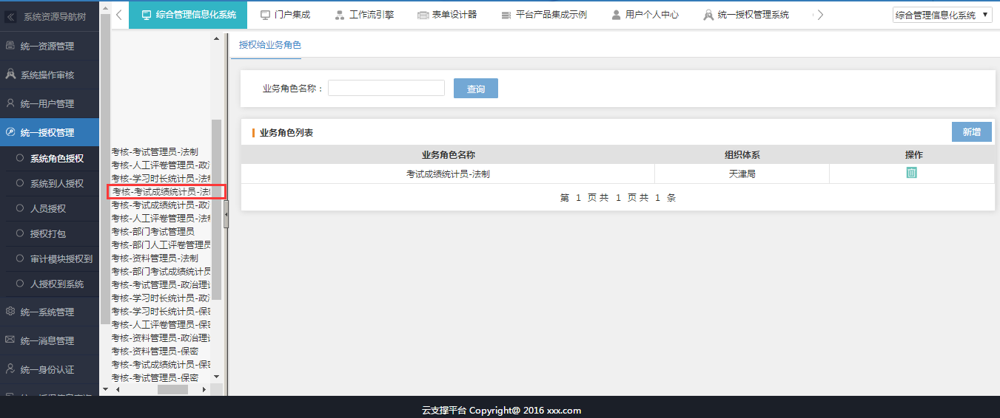 系统资源导航树
统一资源管理
系统操作审核
统一用户管理
统一授权管理
系统角色授权
系统到人授权
人员授权
授权打包
审计模块授权到
人授权到系统
统一系统管理
统一消息管理
统一身份认证
综合管理信息化系统 门户集成 工作流引擎 表单设计器 平台产品集成示例 用户个人中心 统一授权管理系统 综合管理信息化系统
考核-考试管理员-法制
考核-人工评卷管理员-政
考核-学习时长统计员-法
考核-考试成绩统计员-法
考核-考试成绩统计员-政
考核-人工评卷管理员-法
考核-部门考试管理员
考核-部门人工评卷管理员
考核-资料管理员-法制
考核-部门考试成绩统计员
考核-考试管理员-政治理
考核-学习时长统计员-政
考核-学习时长统计员-保
考核-人工评卷管理员-保
考核-资料管理员-政治理
考核-资料管理员-保密
考核-考试成绩统计员-保
考核-考试管理员-保密
授权给业务角色
业务角色名称： 查询
业务角色列表 新增
业务角色名称 组织体系 操作
考试成绩统计员-法制 天津局
第 1 页 共 1 页 共 1 条
云支撑平台 Copyright@ 2016 xxx.com